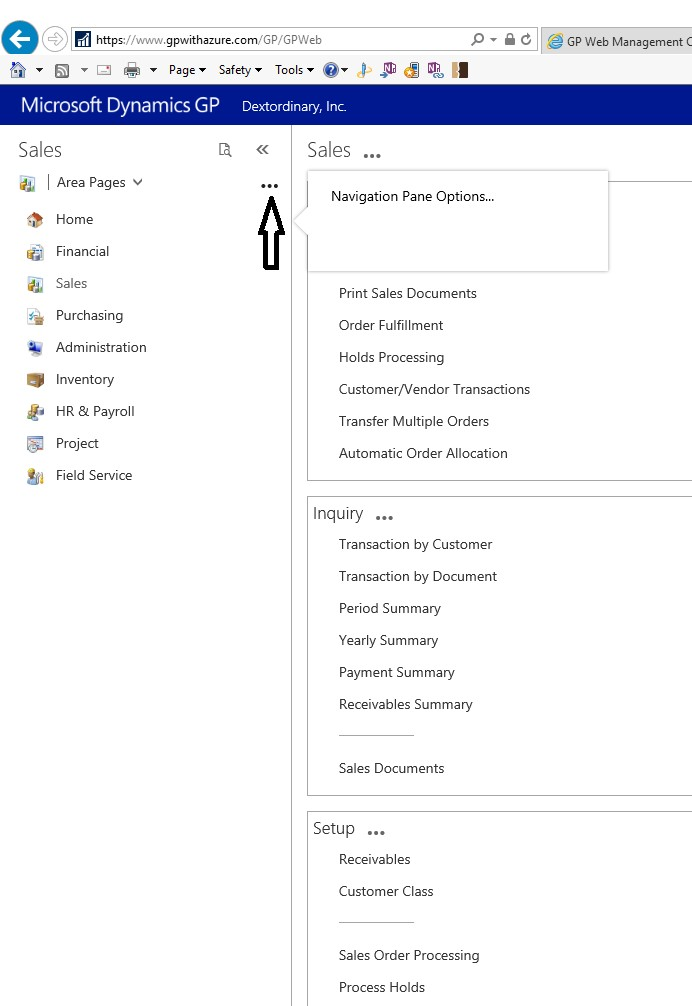 https://www.gpwithazure.com/GP/GPWeb
GP Web Management C
Page
Safety
Tools
Microsoft Dynamics GP
Dextordinary, Inc.
Sales
Area Pages
Home
Financial
Sales
Purchasing
Administration
Inventory
HR & Payroll
Project
Field Service
Sales ...
Navigation Pane Options...
Print Sales Documents
Order Fulfillment
Holds Processing
Customer/Vendor Transactions
Transfer Multiple Orders
Automatic Order Allocation
Inquiry ...
Transaction by Customer
Transaction by Document
Period Summary
Yearly Summary
Payment Summary
Receivables Summary
Sales Documents
Setup ...
Receivables
Customer Class
Sales Order Processing
Process Holds